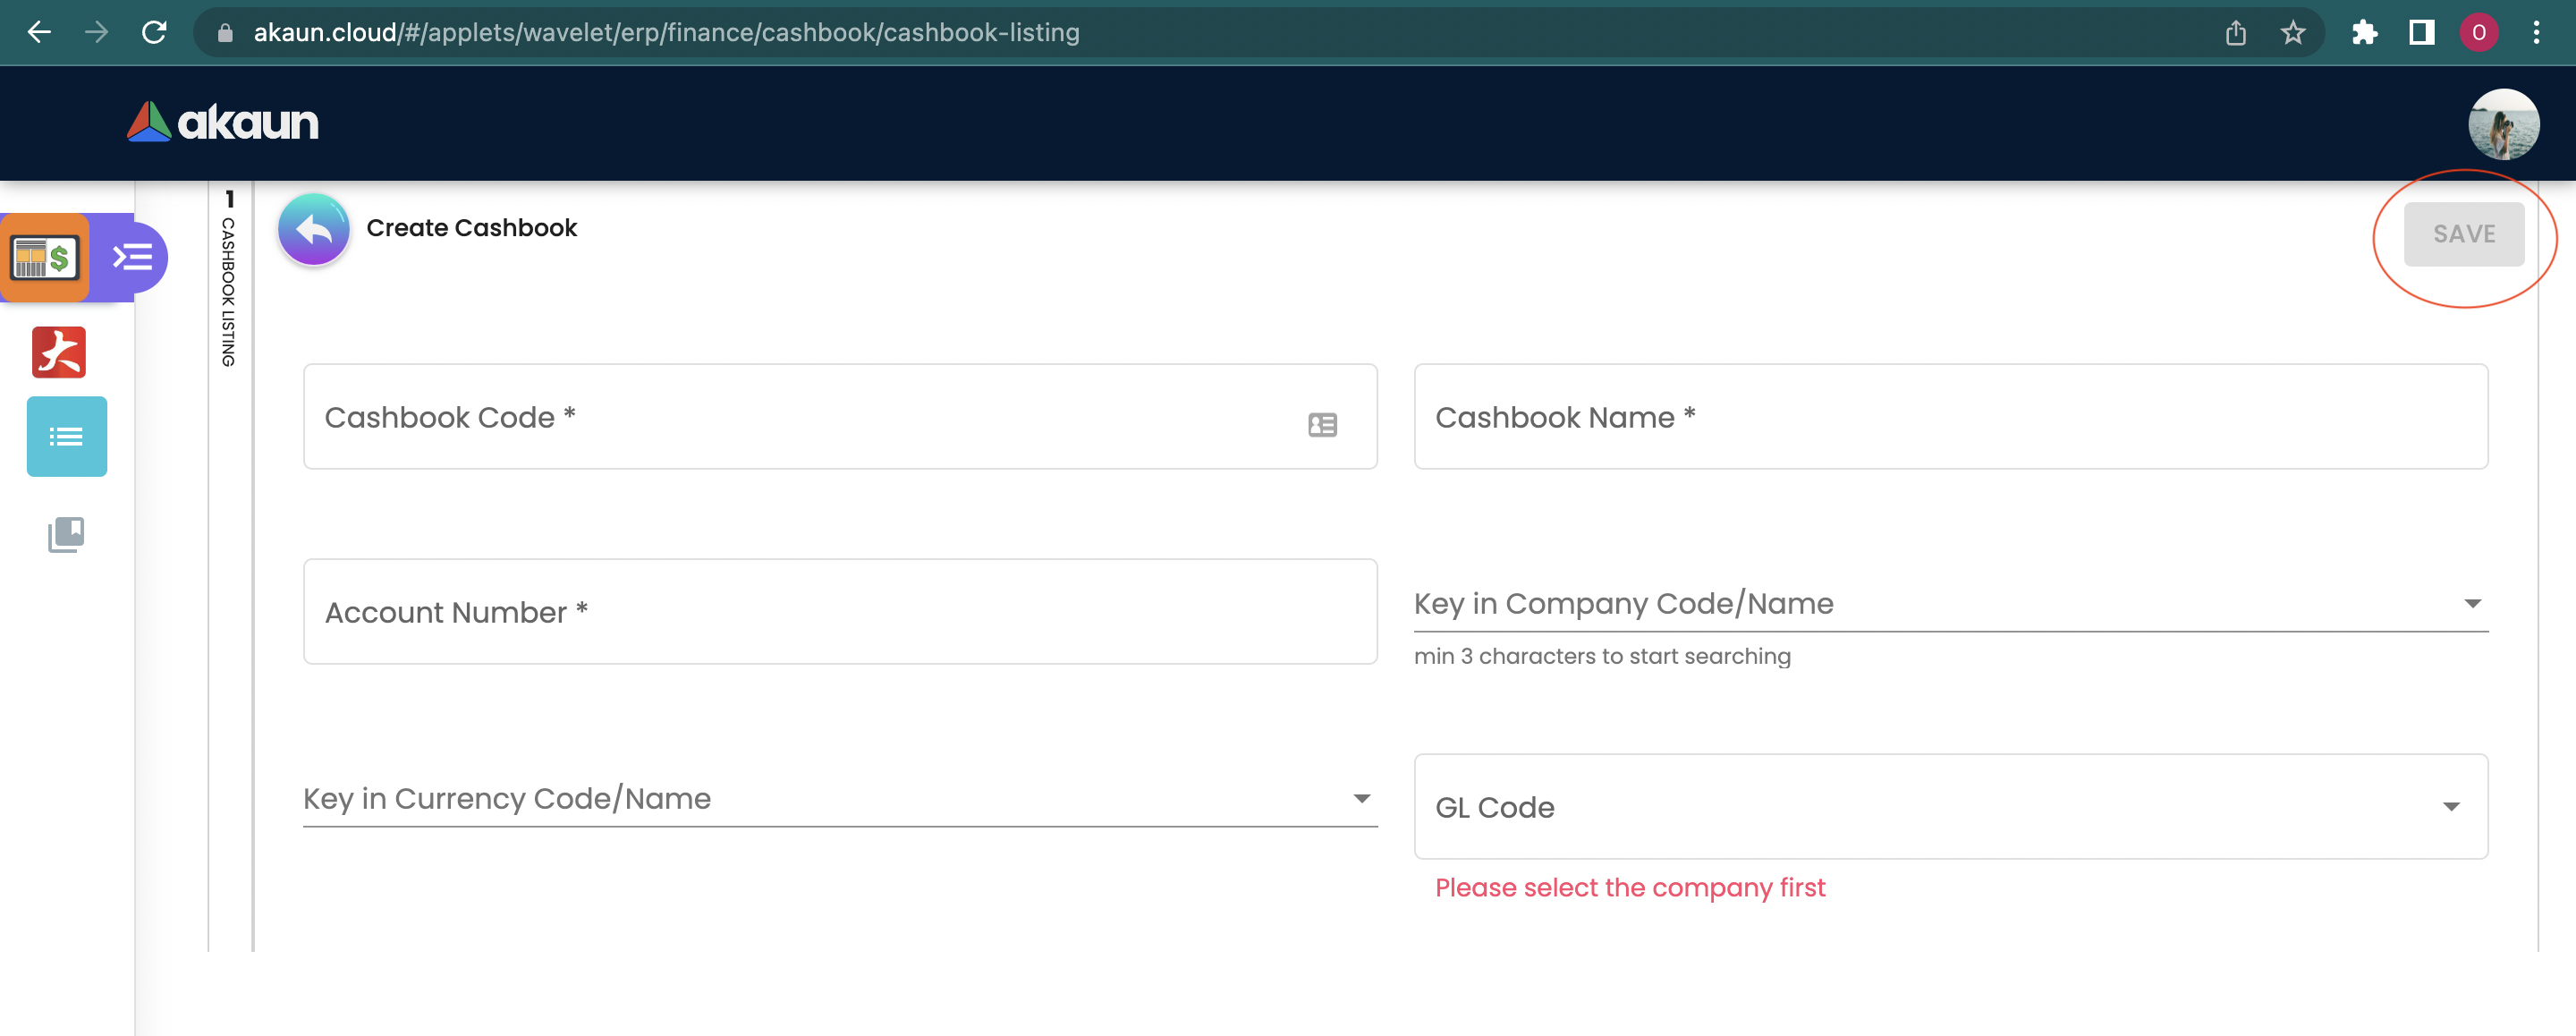 akaun.cloud/#/applets/wavelet/erp/finance/cashbook/cashbook-listing
O
akaun
1
CASHBOOK LISTING
Create Cashbook
SAVE
Cashbook Code *
Cashbook Name *
Account Number *
Key in Company Code/Name
min 3 characters to start searching
Key in Currency Code/Name
GL Code
Please select the company first